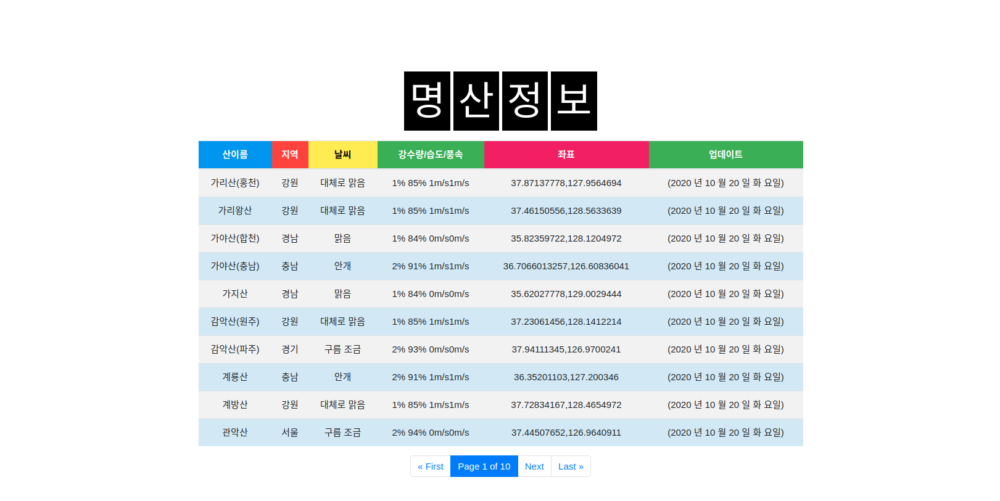 명산정보
산이름 지역 날씨 강수량/습도/풍속 좌표 업데이트
가리산(홍천) 강원 대체로 맑음 1% 85% 1m/s1m/s 37.87137778,127.9564694 (2020 년 10 월 20 일 화 요일)
가리왕산 강원 대체로 맑음 1% 85% 1m/s1m/s 37.46150556,128.5633639 (2020 년 10 월 20 일 화 요일)
가야산(합천) 경남 맑음 1% 84% 0m/s0m/s 35.82359722,128.1204972 (2020 년 10 월 20 일 화 요일)
가야산(충남) 충남 안개 2% 91% 1m/s1m/s 36.7066013257,126.60836041 (2020 년 10 월 20 일 화 요일)
가지산 경남 맑음 1% 84% 0m/s0m/s 35.62027778,129.0029444 (2020 년 10 월 20 일 화 요일)
감악산(원주) 강원 대체로 맑음 1% 85% 1m/s1m/s 37.23061456,128.1412214 (2020 년 10 월 20 일 화 요일)
감악산(파주) 경기 구름 조금 2% 93% 0m/s0m/s 37.94111345,126.9700241 (2020 년 10 월 20 일 화 요일)
계룡산 충남 안개 2% 91% 1m/s1m/s 36.35201103,127.200346 (2020 년 10 월 20 일 화 요일)
계방산 강원 대체로 맑음 1% 85% 1m/s1m/s 37.72834167,128.4654972 (2020 년 10 월 20 일 화 요일)
관악산 서울 구름 조금 2% 94% 0m/s0m/s 37.44507652,126.9640911 (2020 년 10 월 20 일 화 요일)
« First Page 1 of 10 Next Last »